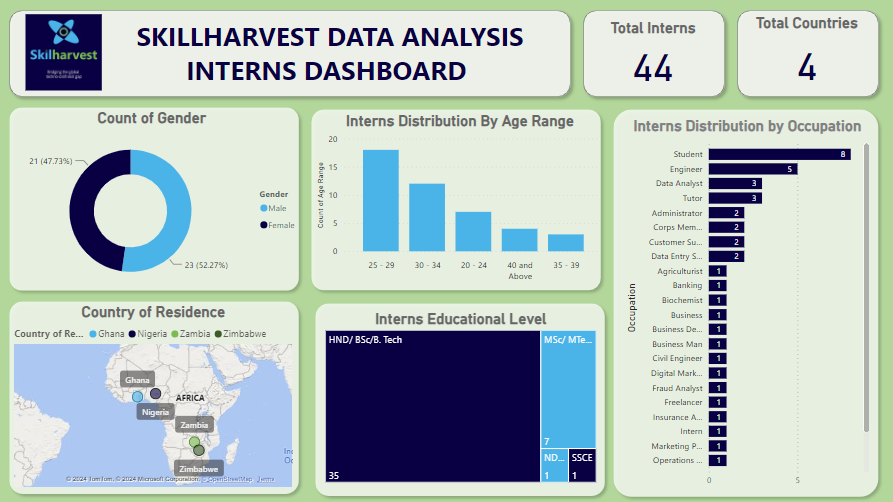 Skilharvest
SKILLHARVEST DATA ANALYSIS
INTERNS DASHBOARD
Total Interns
44
Total Countries
4
Count of Gender
21 (47.73%)
23 (52.27%)
Gender
Male
Female
Interns Distribution By Age Range
Count of Age Range
20
15
10
5
0
25 - 29
30 - 34
20 - 24
40 and
Above
35 - 39
Interns Distribution by Occupation
Occupation
Student 8
Engineer 5
Data Analyst 3
Tutor 3
Administrator 2
Corps Mem... 2
Customer Su... 2
Data Entry S... 2
Agriculturist 1
Banking 1
Biochemist 1
Business 1
Business De... 1
Business Man 1
Civil Engineer 1
Digital Mark... 1
Fraud Analyst 1
Freelancer 1
Insurance A... 1
Intern 1
Marketing P... 1
Operations ... 1
0 5
Country of Residence
Country of Re... Ghana Nigeria Zambia Zimbabwe
Ghana
AFRICA
Nigeria
Zambia
Zimbabwe
© 2024 TomTom, © 2024 Microsoft Corporation, © OpenStreetMap Terms
Interns Educational Level
HND/ BSc/B. Tech
35
MSc/ MTe...
7
ND...
1
SSCE
1